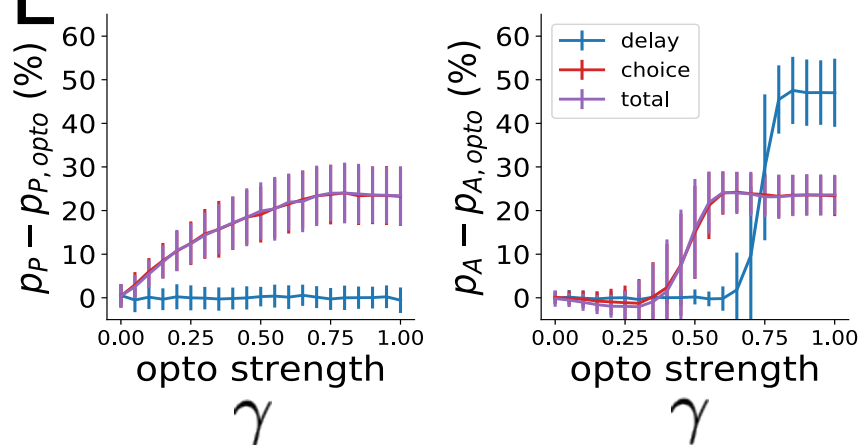 p_P − p_{P, opto} (%)
60
50
40
30
20
10
0
0.00 0.25 0.50 0.75 1.00
opto strength
γ
p_A − p_{A, opto} (%)
60
50
40
30
20
10
0
delay
choice
total
0.00 0.25 0.50 0.75 1.00
opto strength
γ